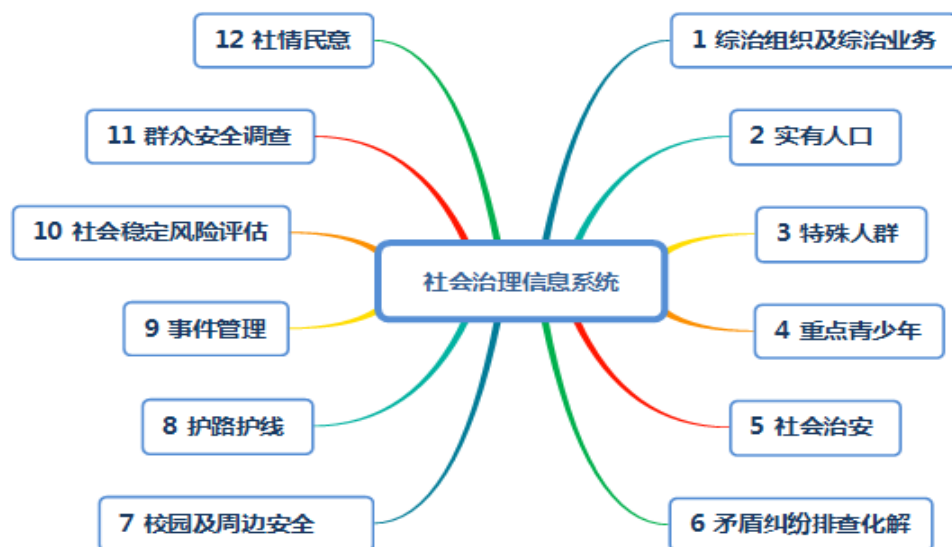 社会治理信息系统
1 综治组织及综治业务
2 实有人口
3 特殊人群
4 重点青少年
5 社会治安
6 矛盾纠纷排查化解
7 校园及周边安全
8 护路护线
9 事件管理
10 社会稳定风险评估
11 群众安全调查
12 社情民意